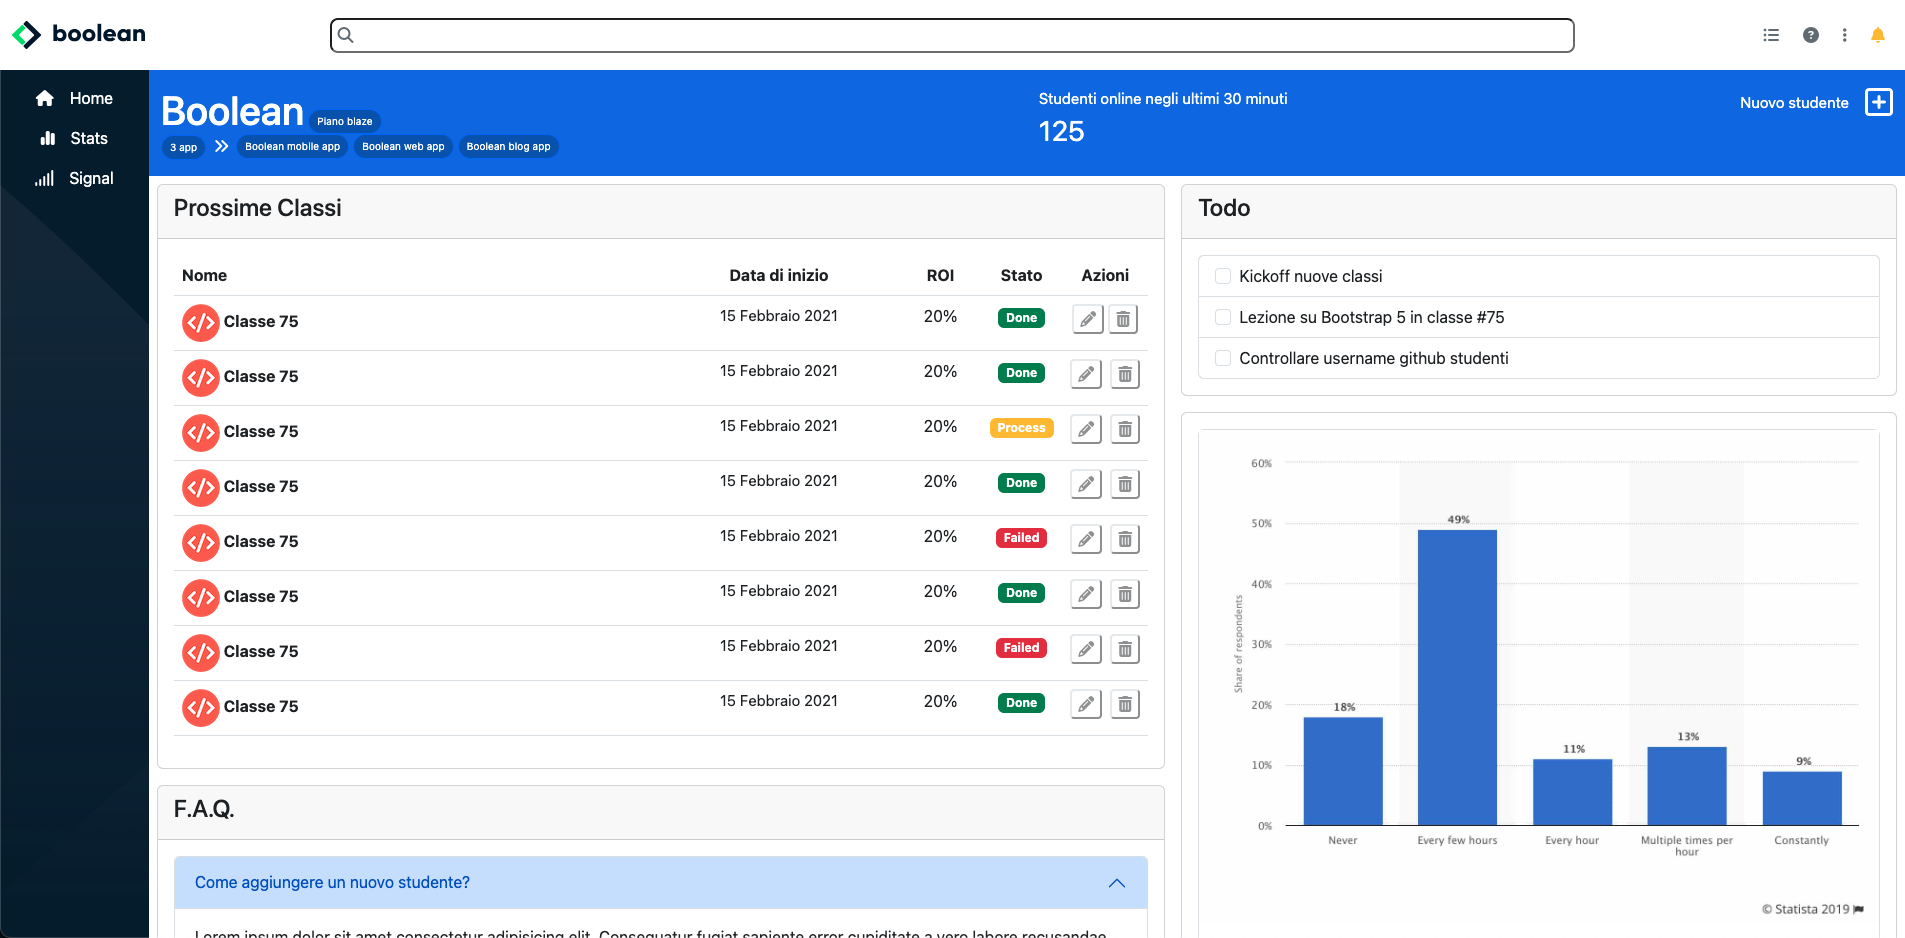 boolean
Home
Stats
Signal
Boolean Piano blaze
3 app Boolean mobile app Boolean web app Boolean blog app
Studenti online negli ultimi 30 minuti
125
Nuovo studente
Prossime Classi
Nome Data di inizio ROI Stato Azioni
Classe 75 15 Febbraio 2021 20% Done
Classe 75 15 Febbraio 2021 20% Done
Classe 75 15 Febbraio 2021 20% Process
Classe 75 15 Febbraio 2021 20% Done
Classe 75 15 Febbraio 2021 20% Failed
Classe 75 15 Febbraio 2021 20% Done
Classe 75 15 Febbraio 2021 20% Failed
Classe 75 15 Febbraio 2021 20% Done
F.A.Q.
Come aggiungere un nuovo studente?
Lorem ipsum dolor sit amet consectetur adipisicing elit. Consequatur fugiat sapiente error cupiditate a vero labore recusandae
Todo
Kickoff nuove classi
Lezione su Bootstrap 5 in classe #75
Controllare username github studenti
Share of respondents
60%
50%
40%
30%
20%
10%
0%
18%
49%
11%
13%
9%
Never
Every few hours
Every hour
Multiple times per
hour
Constantly
© Statista 2019